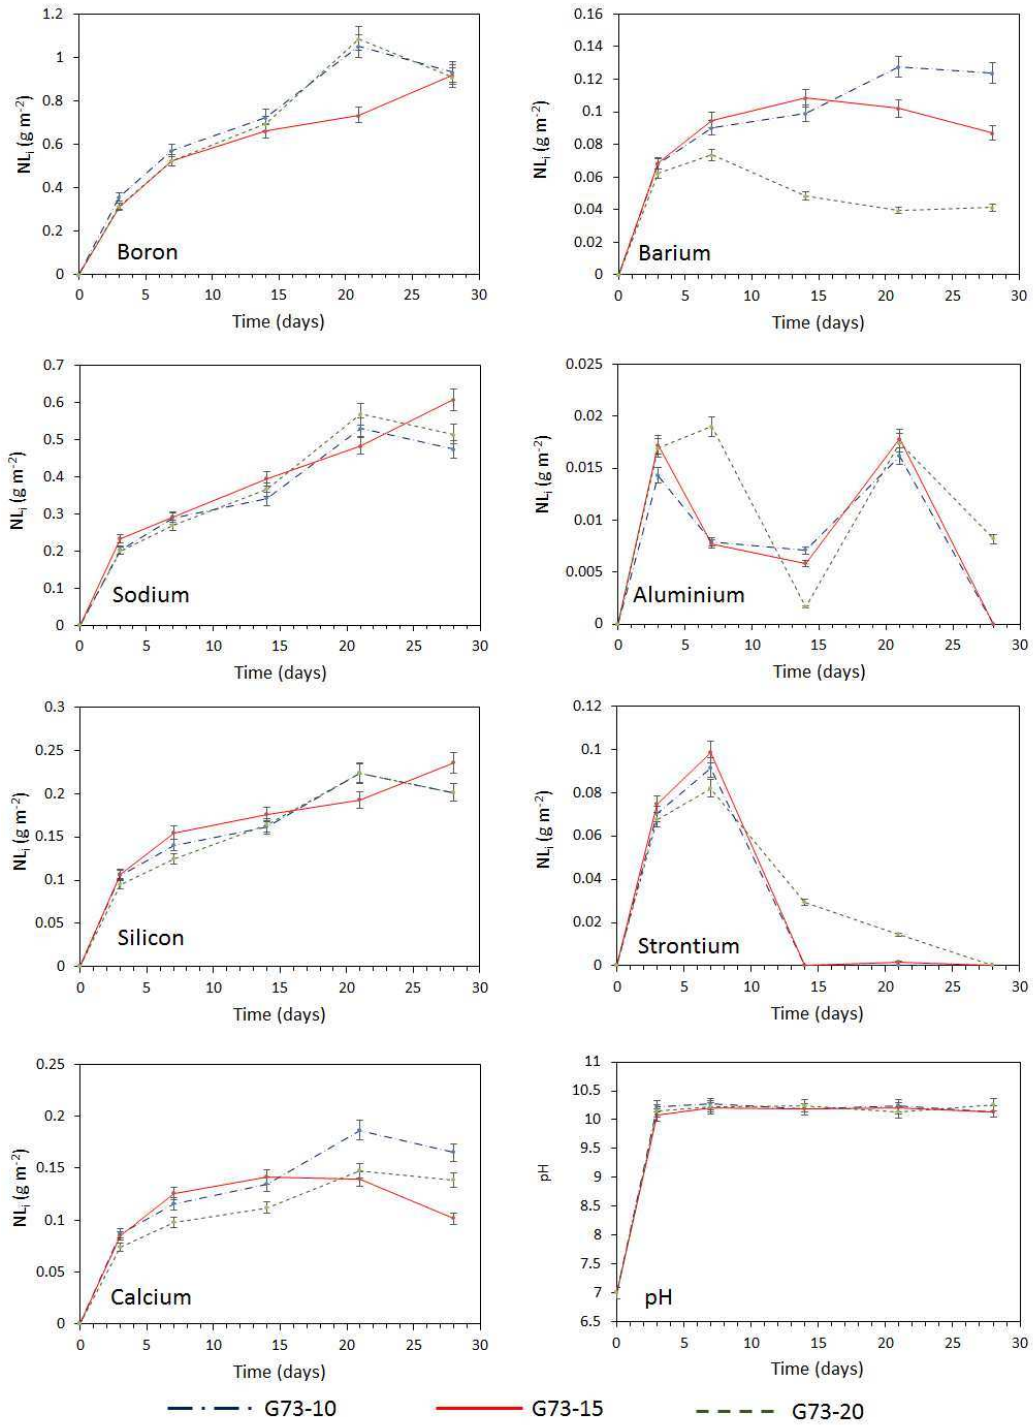 1.2
1
0.8
0.6
0.4
0.2
0
NLi (g m-2)
Boron
0 5 10 15 20 25 30
Time (days)
0.16
0.14
0.12
0.1
0.08
0.06
0.04
0.02
0
NLi (g m-2)
Barium
0 5 10 15 20 25 30
Time (days)
0.7
0.6
0.5
0.4
0.3
0.2
0.1
0
NLi (g m-2)
Sodium
0 5 10 15 20 25 30
Time (days)
0.025
0.02
0.015
0.01
0.005
0
NLi (g m-2)
Aluminium
0 5 10 15 20 25 30
Time (days)
0.3
0.25
0.2
0.15
0.1
0.05
0
NLi (g m-2)
Silicon
0 5 10 15 20 25 30
Time (days)
0.12
0.1
0.08
0.06
0.04
0.02
0
NLi (g m-2)
Strontium
0 5 10 15 20 25 30
Time (days)
0.25
0.2
0.15
0.1
0.05
0
NLi (g m-2)
Calcium
0 5 10 15 20 25 30
Time (days)
11
10.5
10
9.5
9
8.5
8
7.5
7
6.5
pH
pH
0 5 10 15 20 25 30
Time (days)
G73-10 G73-15 G73-20